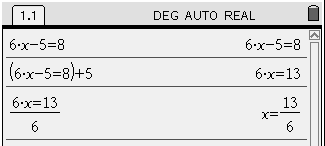 1.1 DEG AUTO REAL
6·x-5=8 6·x-5=8
(6·x-5=8)+5 6·x=13
6·x=13
6
x=13/6